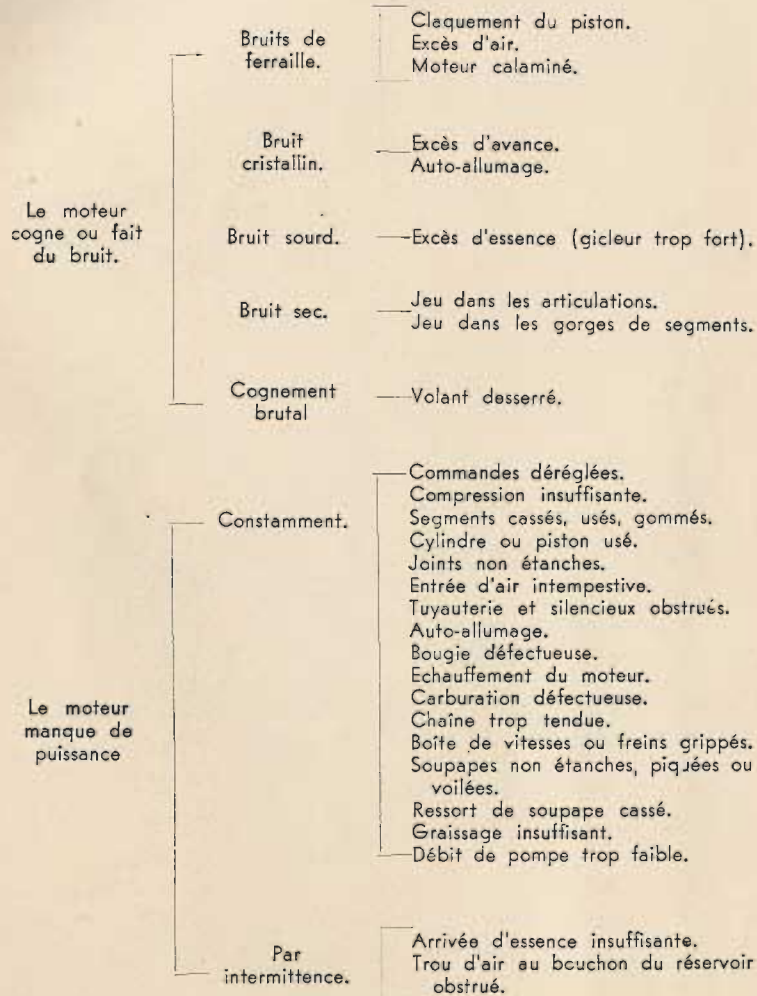 Le moteur
cogne ou fait
du bruit.
Bruits de
ferraille.
Claquement du piston.
Excès d'air.
Moteur calaminé.
Bruit
cristallin.
Excès d'avance.
Auto-allumage.
Bruit sourd.
Excès d'essence (gicleur trop fort).
Bruit sec.
Jeu dans les articulations.
Jeu dans les gorges de segments.
Cognement
brutal
Volant desserré.
Le moteur
manque de
puissance
Constamment.
Commandes déréglées.
Compression insuffisante.
Segments cassés, usés, gommés.
Cylindre ou piston usé.
Joints non étanches.
Entrée d'air intempestive.
Tuyauterie et silencieux obstrués.
Auto-allumage.
Bougie défectueuse.
Echauffement du moteur.
Carburation défectueuse.
Chaîne trop tendue.
Boîte de vitesses ou freins grippés.
Soupapes non étanches, piquées ou
voilées.
Ressort de soupape cassé.
Graissage insuffisant.
Débit de pompe trop faible.
Par
intermittence.
Arrivée d'essence insuffisante.
Trou d'air au bouchon du réservoir
obstrué.